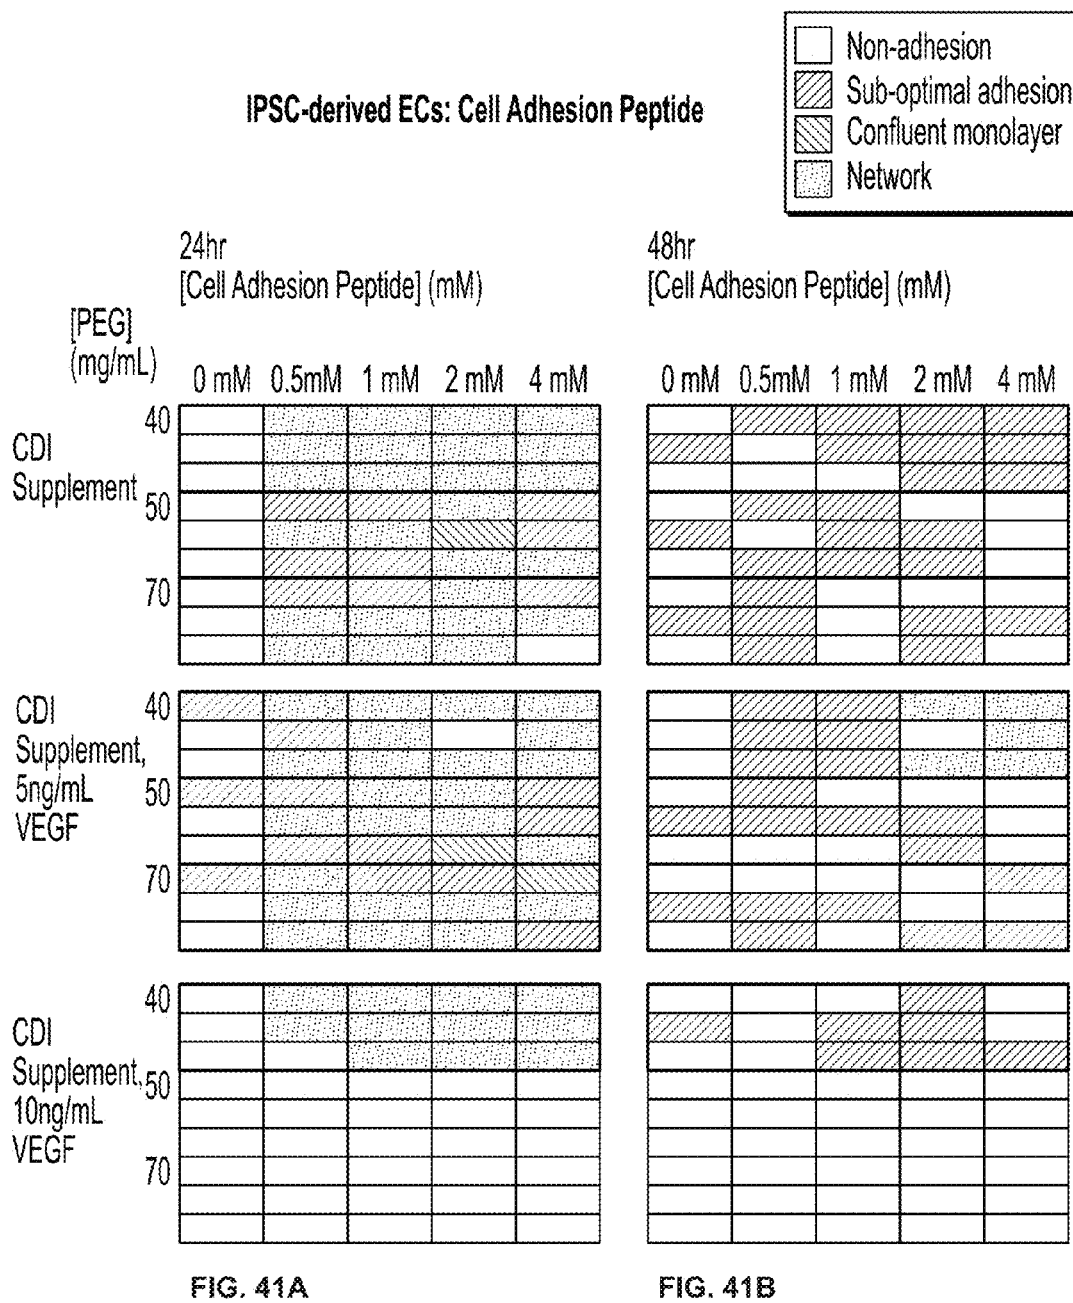 Non-adhesion
Sub-optimal adhesion
Confluent monolayer
Network
IPSC-derived ECs: Cell Adhesion Peptide
24hr
[Cell Adhesion Peptide] (mM)
48hr
[Cell Adhesion Peptide] (mM)
[PEG]
(mg/mL)
0 mM 0.5mM 1 mM 2 mM 4 mM
0 mM 0.5mM 1 mM 2 mM 4 mM
CDI
Supplement
40
50
70
CDI
Supplement,
5ng/mL
VEGF
40
50
70
CDI
Supplement,
10ng/mL
VEGF
40
50
70
FIG. 41A
FIG. 41B